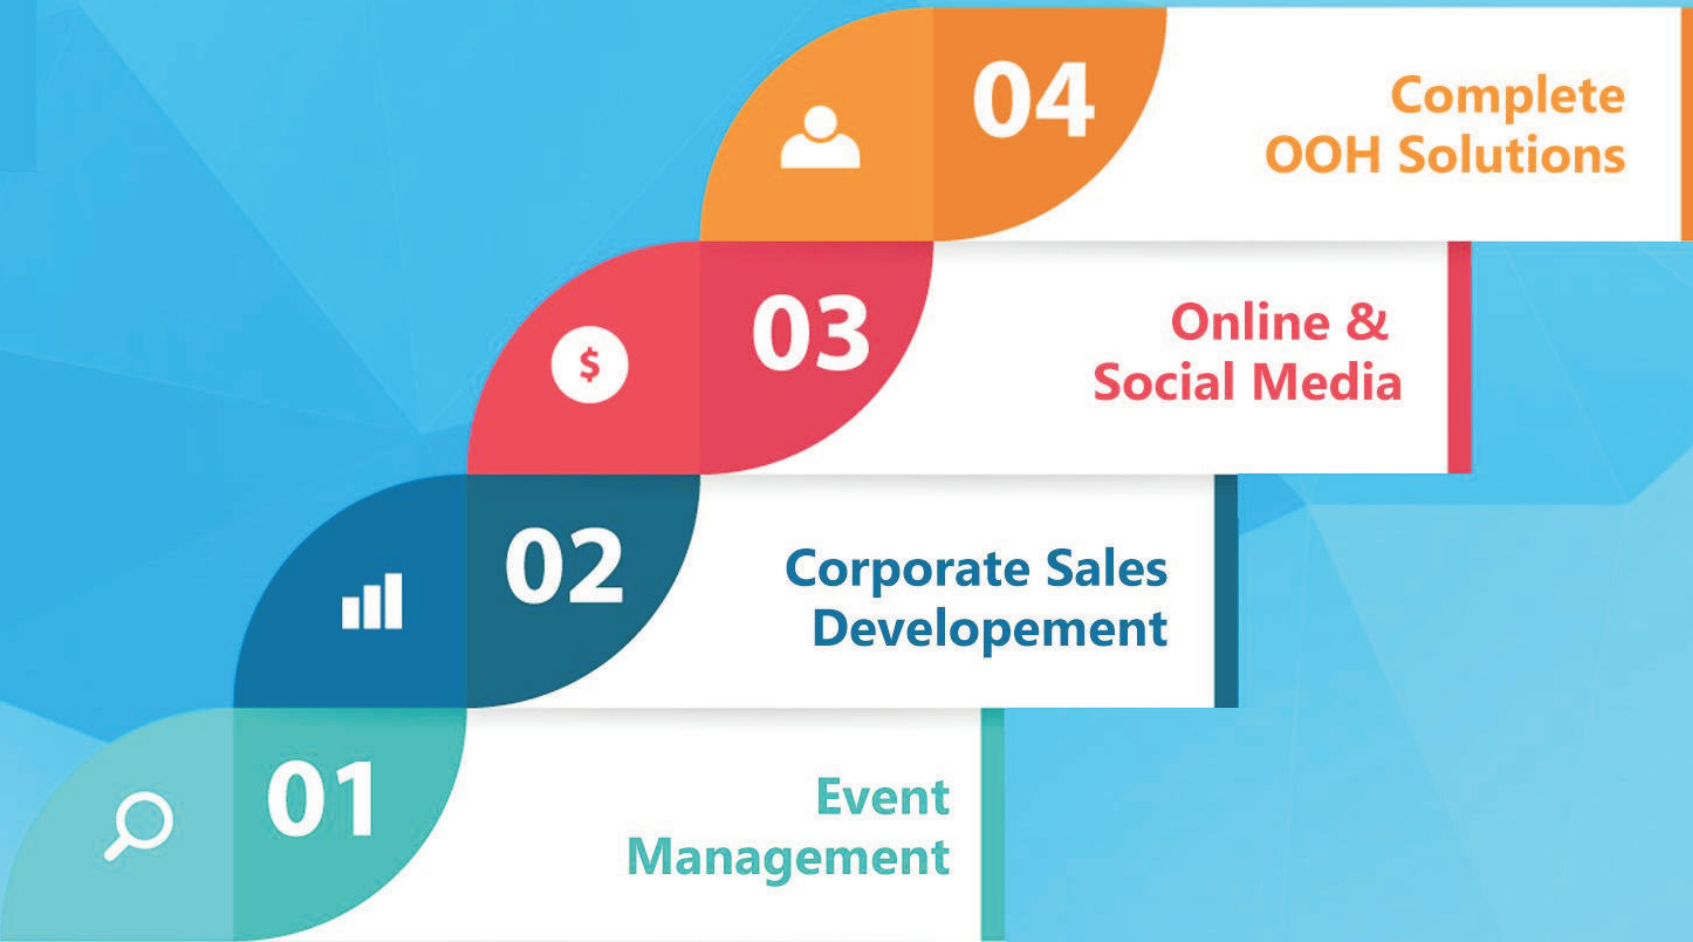 04
Complete
OOH Solutions
03
Online &
Social Media
$
02
Corporate Sales
Developement
01
Event
Management